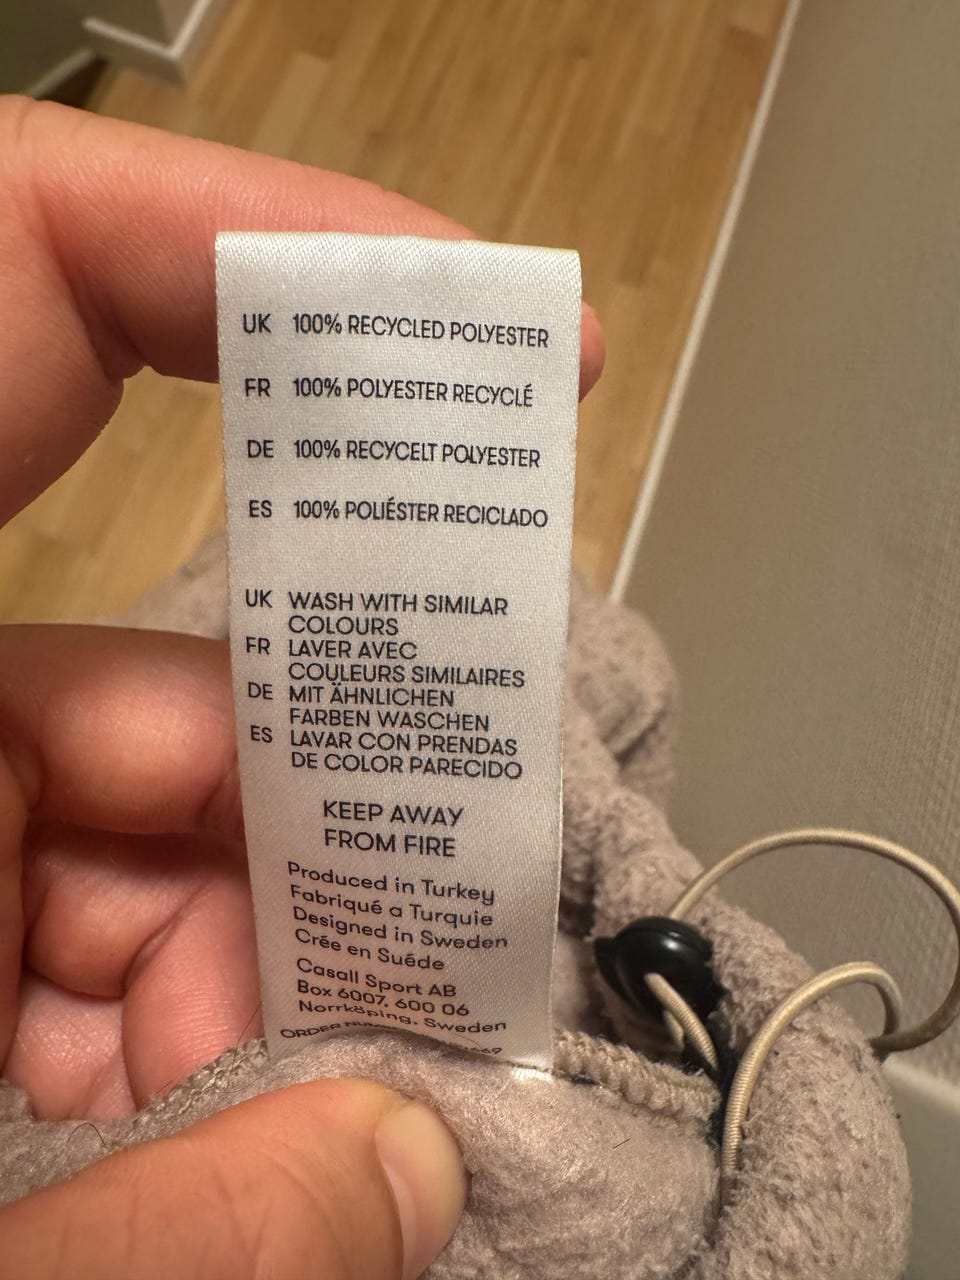 UK 100% RECYCLED POLYESTER
FR 100% POLYESTER RECYCLÉ
DE 100% RECYCELT POLYESTER
ES 100% POLIÉSTER RECICLADO
UK WASH WITH SIMILAR
COLOURS
FR LAVER AVEC
COULEURS SIMILAIRES
DE MIT ÄHNLICHEN
FARBEN WASCHEN
ES LAVAR CON PRENDAS
DE COLOR PARECIDO
KEEP AWAY
FROM FIRE
Produced in Turkey
Fabriqué a Turquie
Designed in Sweden
Crée en Suéde
Casall Sport AB
Box 6007, 600 06
Norrköping, Sweden
ORDER